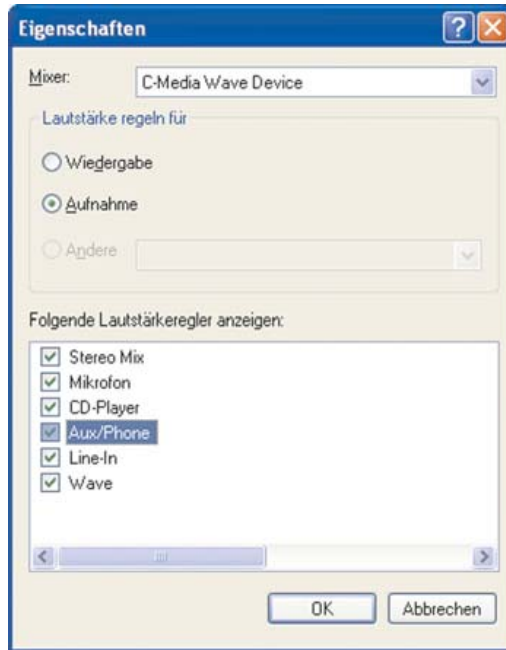 Eigenschaften
Mixer:
C-Media Wave Device
Lautstärke regeln für
Wiedergabe
Aufnahme
Andere
Folgende Lautstärkeregler anzeigen:
Stereo Mix
Mikrofon
CD-Player
Aux/Phone
Line-In
Wave
OK
Abbrechen